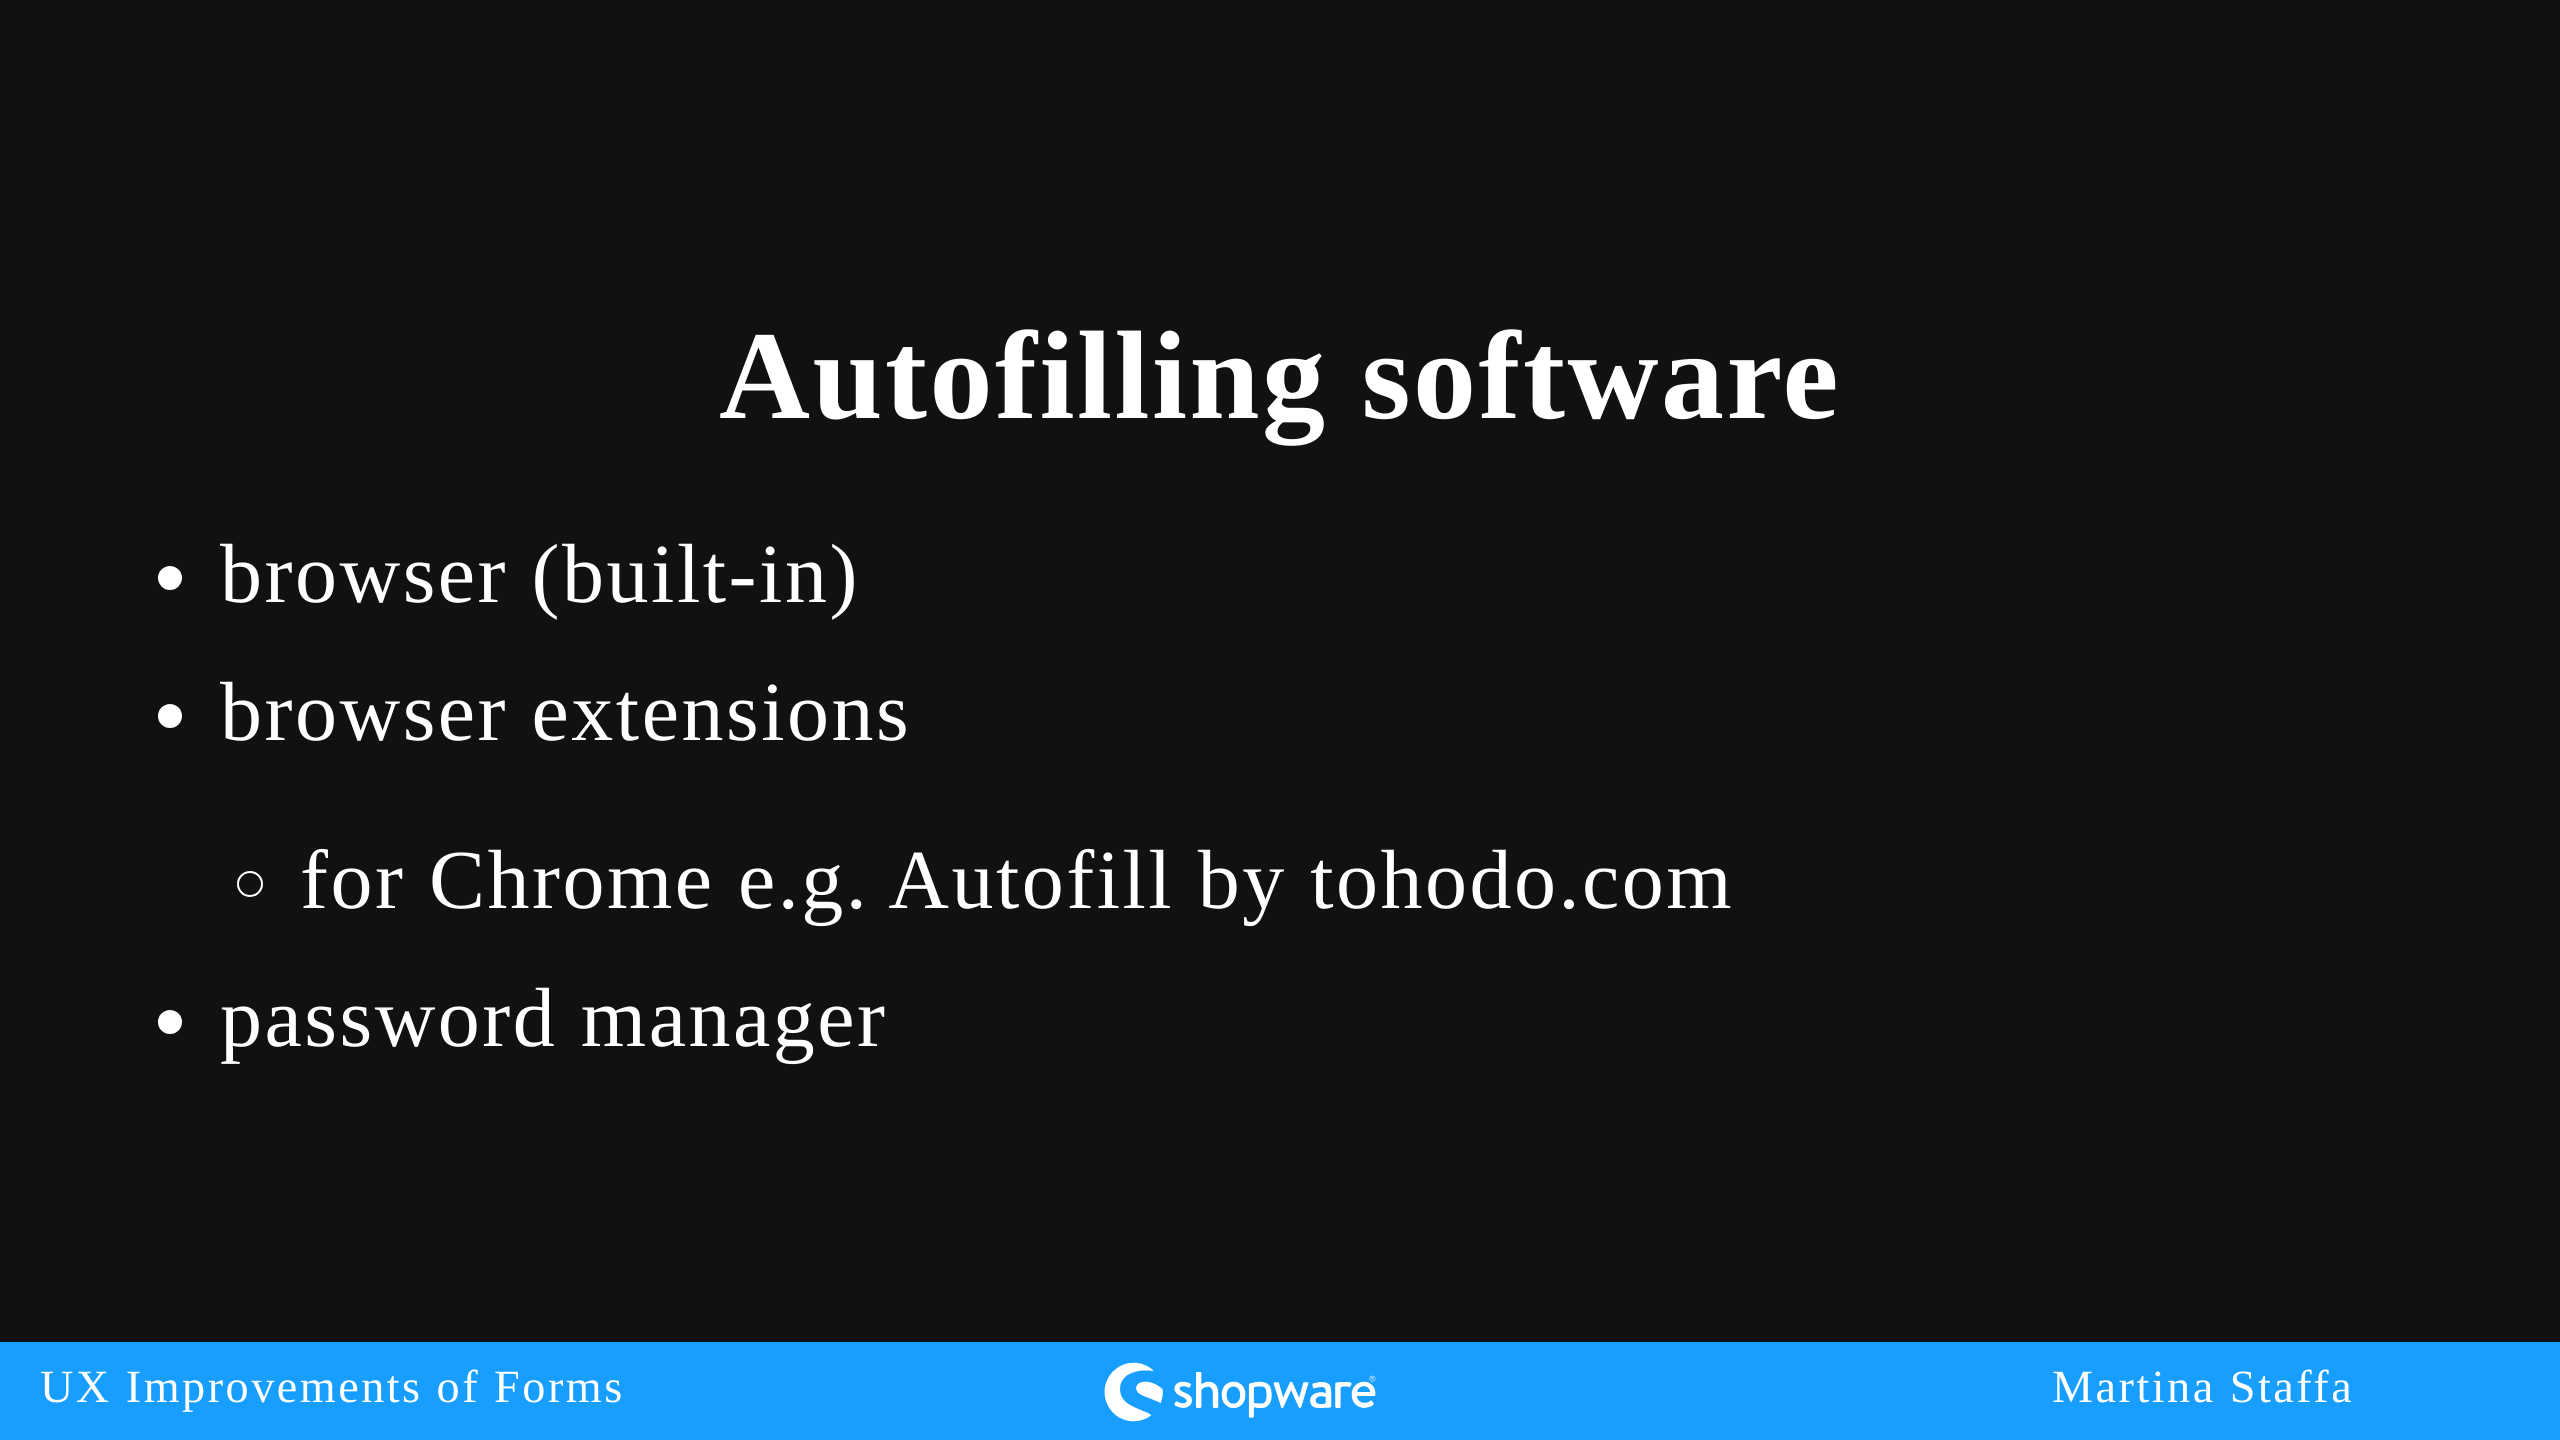 Autofilling software
• browser (built-in)
• browser extensions
◦ for Chrome e.g. Autofill by tohodo.com
• password manager
UX Improvements of Forms
shopware®
Martina Staffa